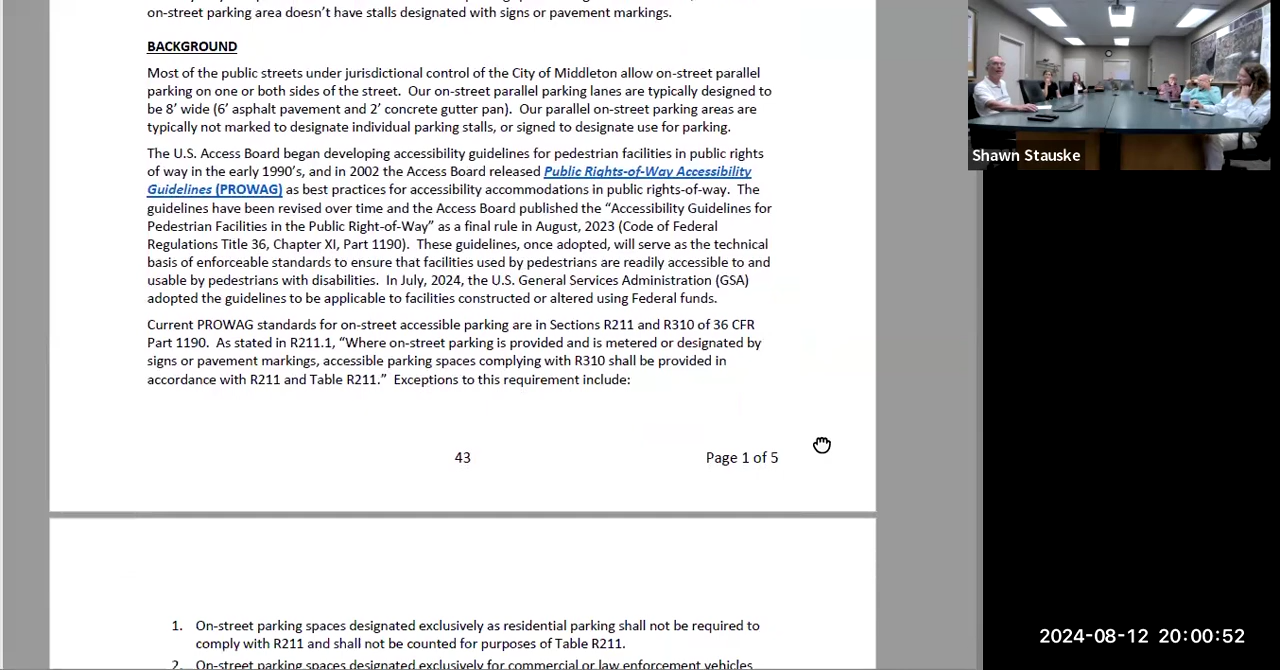 on-street parking area doesn't have stalls designated with signs or pavement markings.
BACKGROUND
Most of the public streets under jurisdictional control of the City of Middleton allow on-street parallel
parking on one or both sides of the street.  Our on-street parallel parking lanes are typically designed to
be 8' wide (6' asphalt pavement and 2' concrete gutter pan).  Our parallel on-street parking areas are
typically not marked to designate individual parking stalls, or signed to designate use for parking.
The U.S. Access Board began developing accessibility guidelines for pedestrian facilities in public rights
of way in the early 1990's, and in 2002 the Access Board released Public Rights-of-Way Accessibility
Guidelines (PROWAG) as best practices for accessibility accommodations in public rights-of-way.  The
guidelines have been revised over time and the Access Board published the “Accessibility Guidelines for
Pedestrian Facilities in the Public Right-of-Way” as a final rule in August, 2023 (Code of Federal
Regulations Title 36, Chapter XI, Part 1190).  These guidelines, once adopted, will serve as the technical
basis of enforceable standards to ensure that facilities used by pedestrians are readily accessible to and
usable by pedestrians with disabilities.  In July, 2024, the U.S. General Services Administration (GSA)
adopted the guidelines to be applicable to facilities constructed or altered using Federal funds.
Current PROWAG standards for on-street accessible parking are in Sections R211 and R310 of 36 CFR
Part 1190.  As stated in R211.1, “Where on-street parking is provided and is metered or designated by
signs or pavement markings, accessible parking spaces complying with R310 shall be provided in
accordance with R211 and Table R211.”  Exceptions to this requirement include:
43
Page 1 of 5
1. On-street parking spaces designated exclusively as residential parking shall not be required to
comply with R211 and shall not be counted for purposes of Table R211.
2. On-street parking spaces designated exclusively for commercial or law enforcement vehicles
Shawn Stauske
2024-08-12 20:00:52